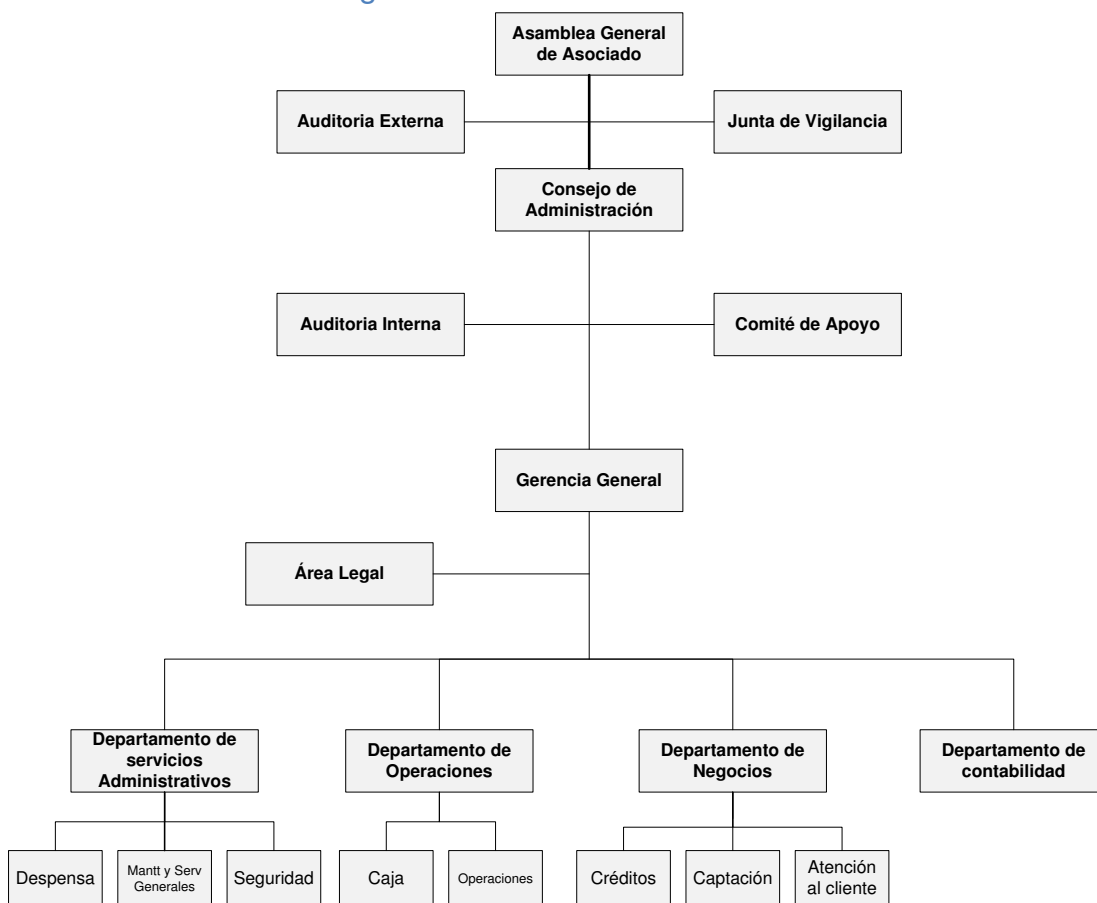 Asamblea General
de Asociado
Auditoria Externa
Junta de Vigilancia
Consejo de
Administración
Auditoria Interna
Comité de Apoyo
Gerencia General
Área Legal
Departamento de
servicios
Administrativos
Departamento de
Operaciones
Departamento de
Negocios
Departamento de
contabilidad
Despensa
Mantt y Serv
Generales
Seguridad
Caja
Operaciones
Créditos
Captación
Atención
al cliente